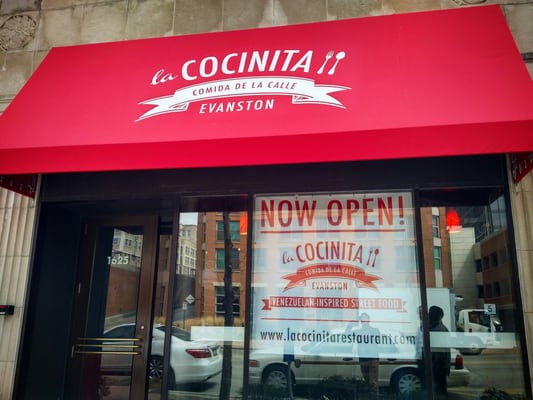 la COCINITA
COMIDA DE LA CALLE
EVANSTON
1625
NOW OPEN!
la COCINITA
COMIDA DE LA CALLE
EVANSTON
VENEZUELAN-INSPIRED STREET FOOD
www.lacocinitarestaurant.com